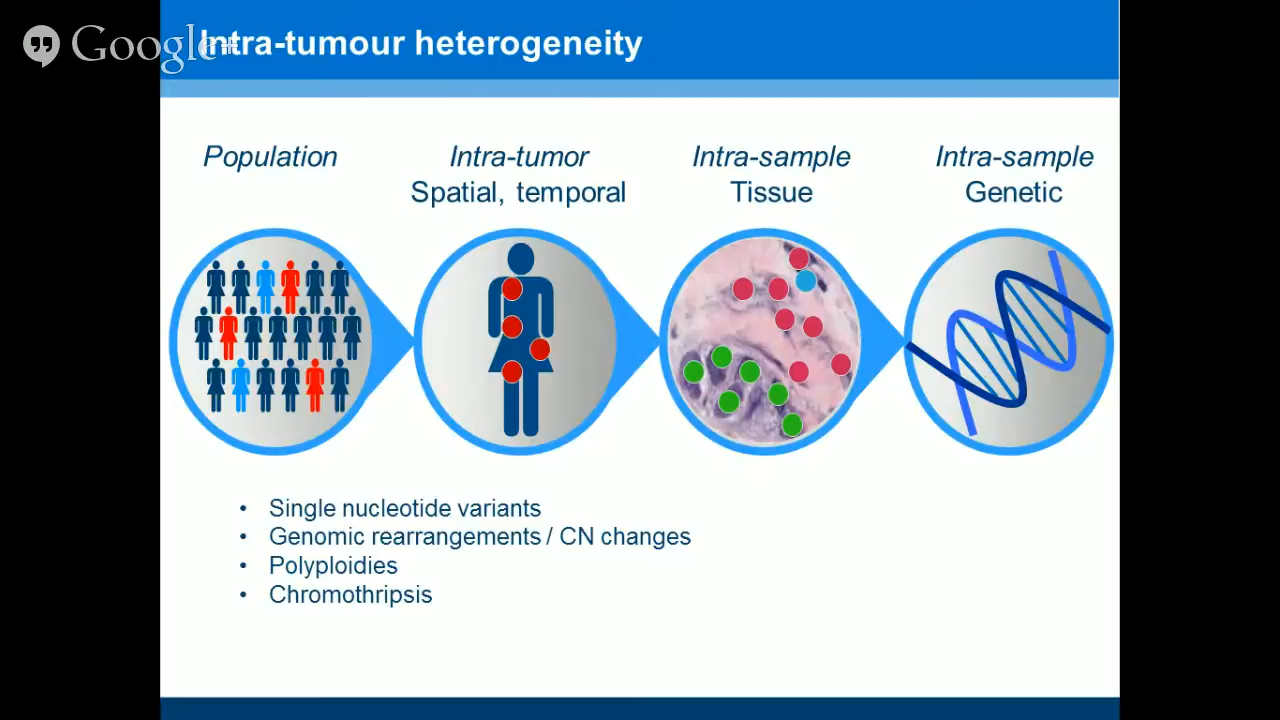 Google+
Intra-tumour heterogeneity
Population
Intra-tumor
Spatial, temporal
Intra-sample
Tissue
Intra-sample
Genetic
• Single nucleotide variants
• Genomic rearrangements / CN changes
• Polyploidies
• Chromothripsis